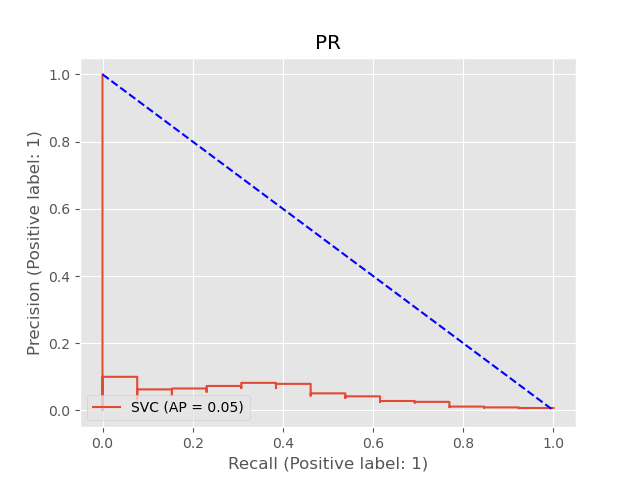 PR
Precision (Positive label: 1)
1.0
0.8
0.6
0.4
0.2
0.0
SVC (AP = 0.05)
0.0 0.2 0.4 0.6 0.8 1.0
Recall (Positive label: 1)